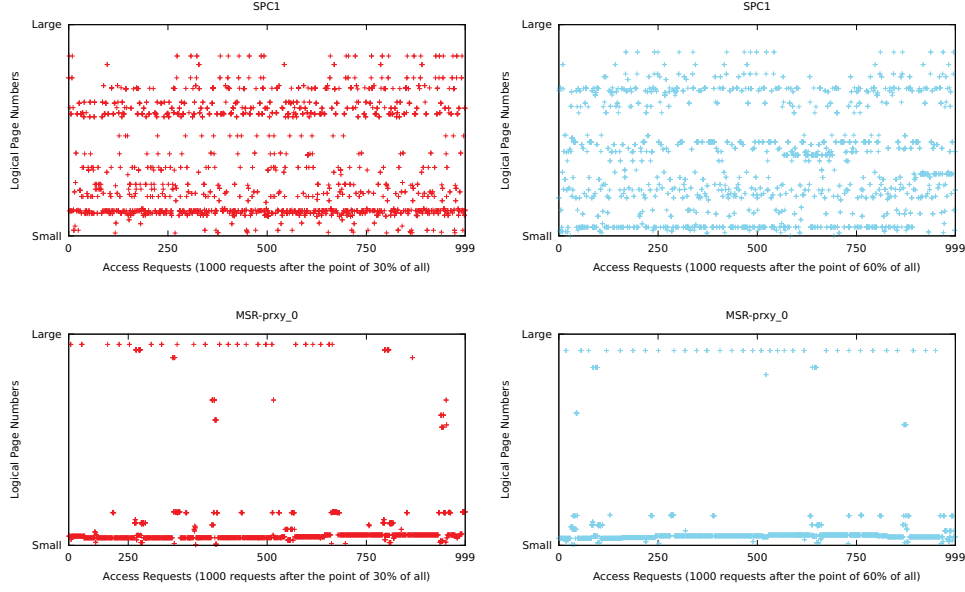 SPC1
Large
Logical Page Numbers
Small
0 250 500 750 999
Access Requests (1000 requests after the point of 30% of all)
SPC1
Logical Page Numbers
Small
0 250 500 750 999
Access Requests (1000 requests after the point of 60% of all)
Large
MSR-prxy_0
Large
Logical Page Numbers
Small
0 250 500 750 999
Access Requests (1000 requests after the point of 30% of all)
MSR-prxy_0
Large
Logical Page Numbers
Small
0 250 500 750 999
Access Requests (1000 requests after the point of 60% of all)